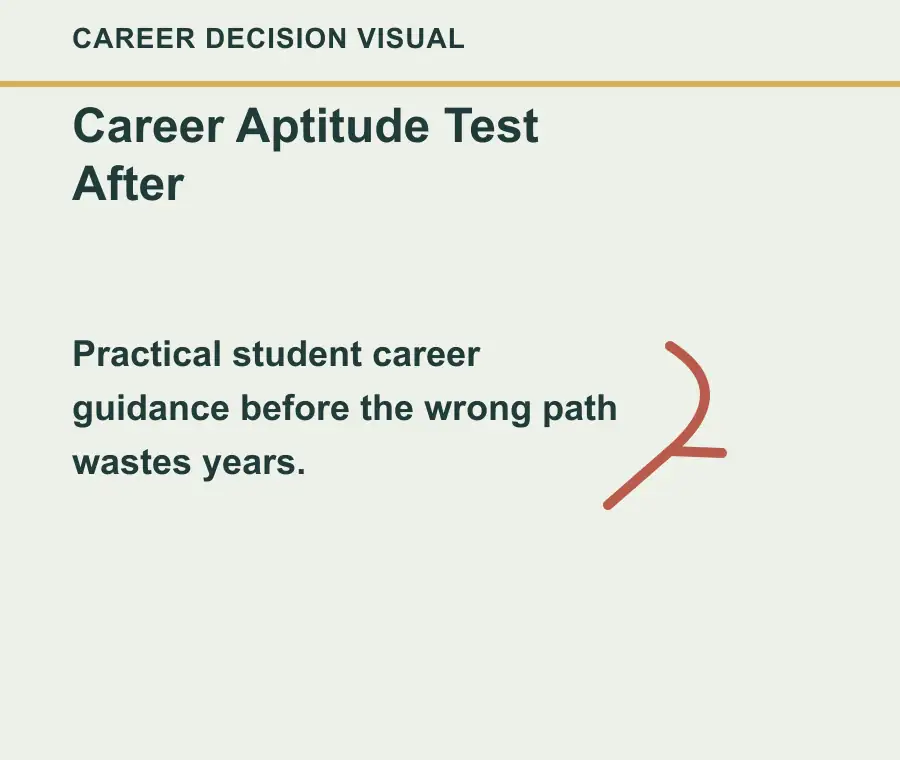 CAREER DECISION VISUAL
Career Aptitude Test
After
Practical student career
guidance before the wrong path
wastes years.